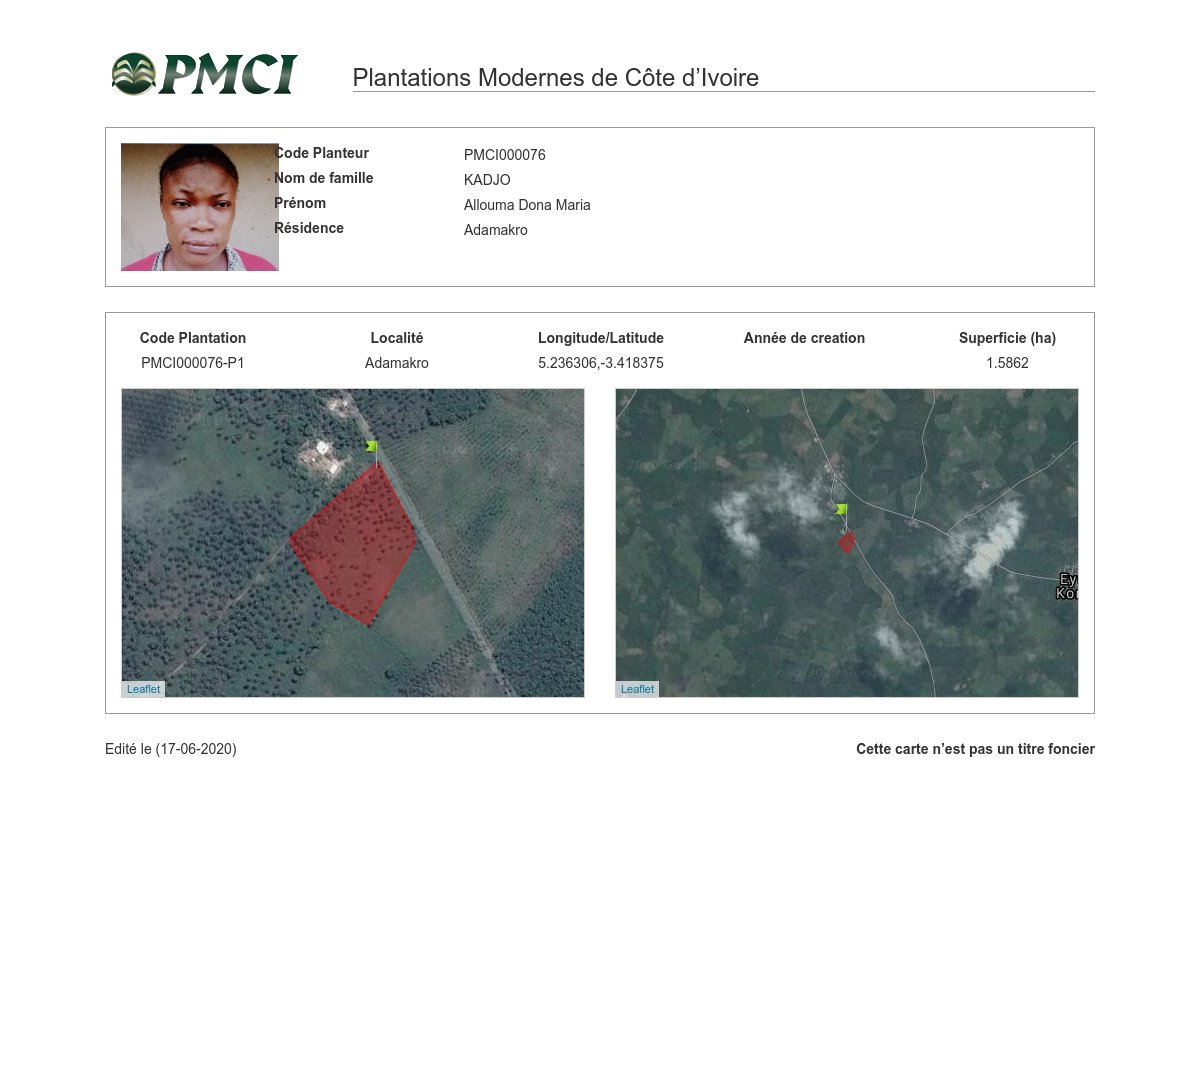 PMCI
Plantations Modernes de Côte d’Ivoire
Code Planteur PMCI000076
Nom de famille KADJO
Prénom Allouma Dona Maria
Résidence Adamakro
Code Plantation Localité Longitude/Latitude Année de creation Superficie (ha)
PMCI000076-P1 Adamakro 5.236306,-3.418375 1.5862
Ey
Kor
Leaflet Leaflet
Edité le (17-06-2020) Cette carte n’est pas un titre foncier